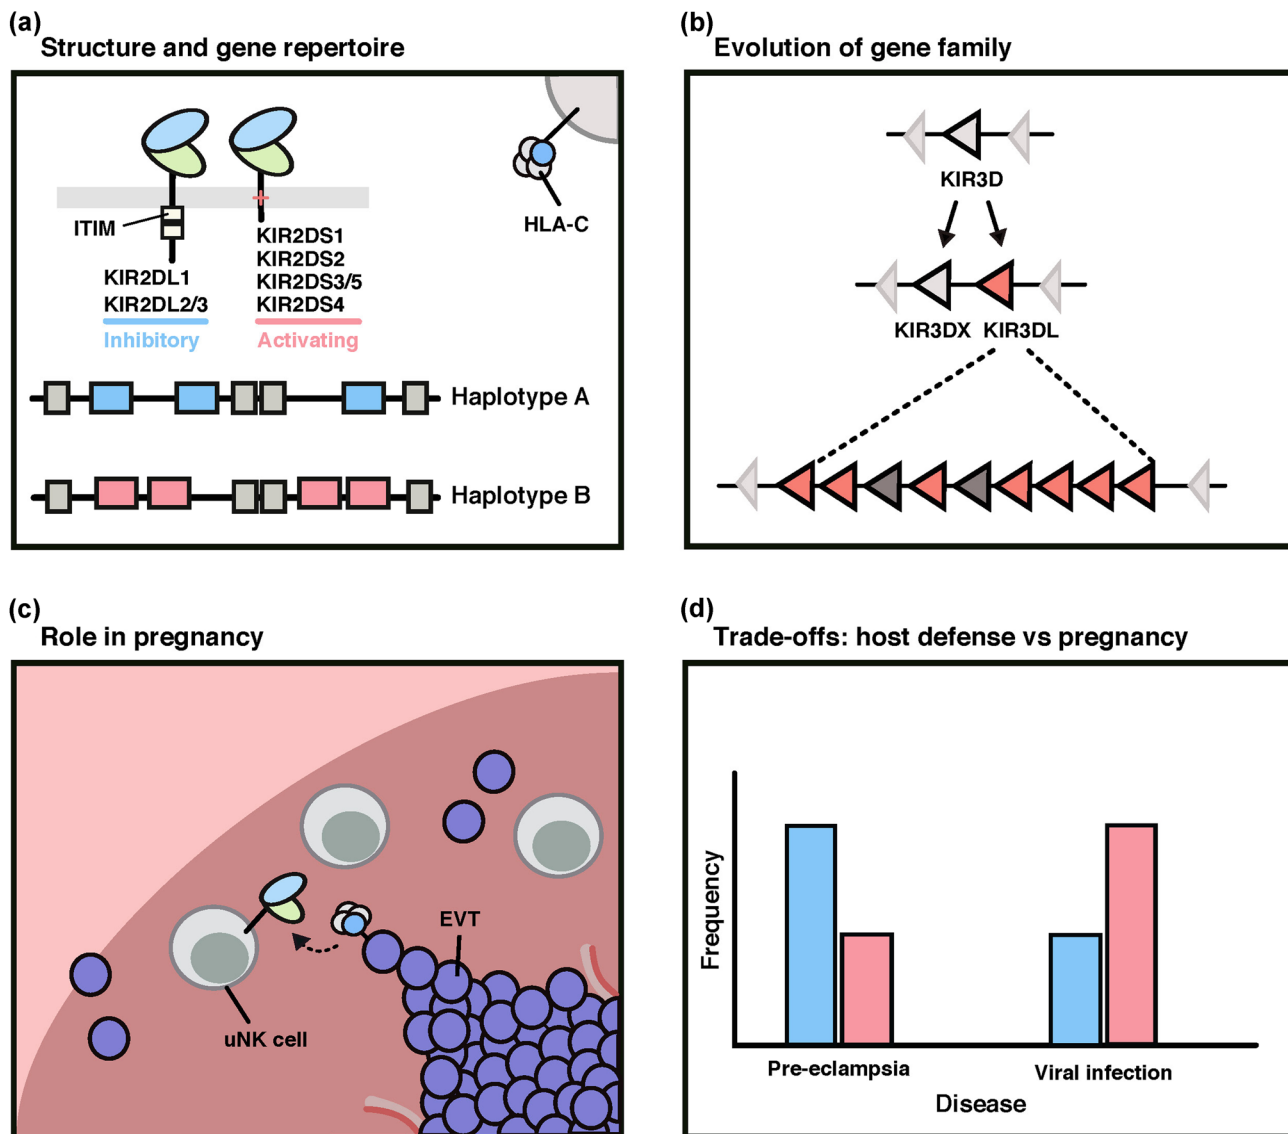 (a)
Structure and gene repertoire
ITIM
KIR2DL1
KIR2DL2/3
Inhibitory
KIR2DS1
KIR2DS2
KIR2DS3/5
KIR2DS4
Activating
HLA-C
Haplotype A
Haplotype B
(b)
Evolution of gene family
KIR3D
KIR3DX KIR3DL
(c)
Role in pregnancy
EVT
uNK cell
(d)
Trade-offs: host defense vs pregnancy
Frequency
Pre-eclampsia
Viral infection
Disease